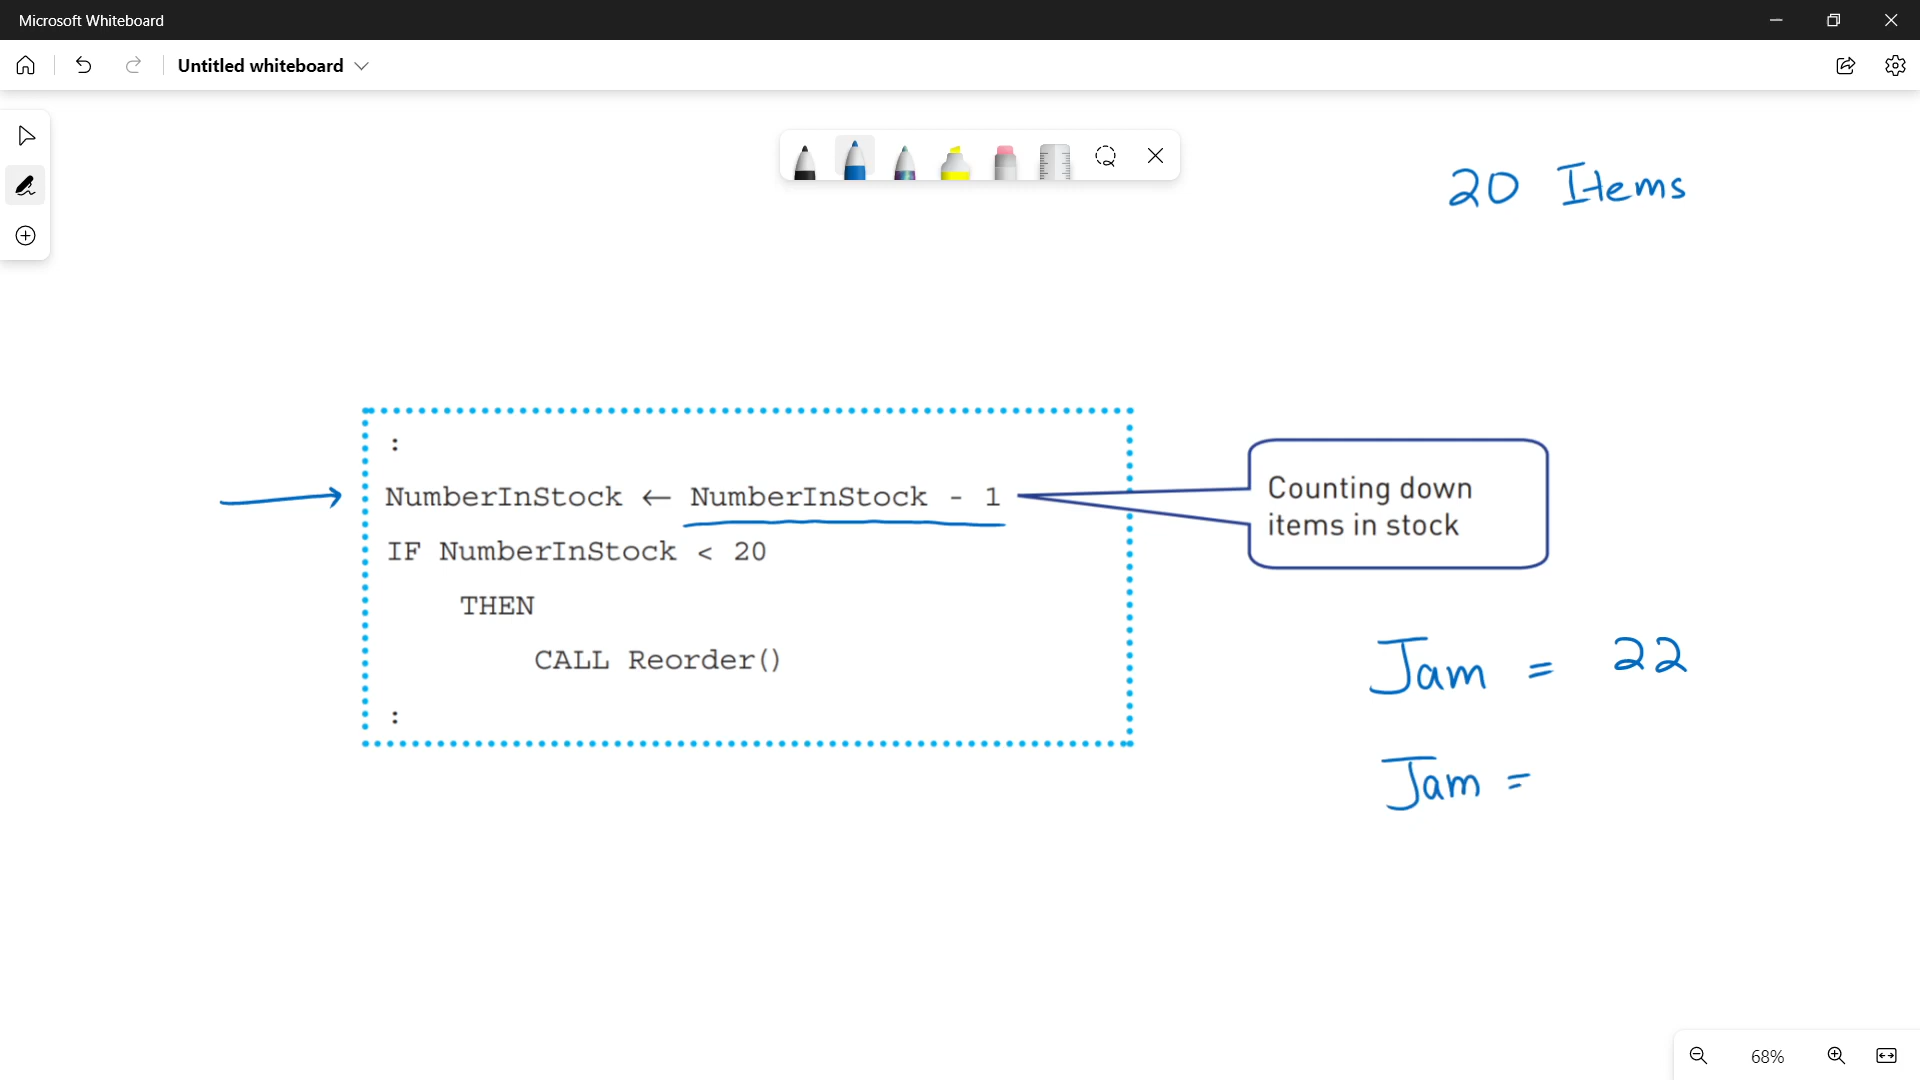 Microsoft Whiteboard
Untitled whiteboard
20 Items
:
NumberInStock ← NumberInStock - 1
IF NumberInStock < 20
THEN
CALL Reorder()
:
Counting down
items in stock
Jam = 22
Jam =
68%